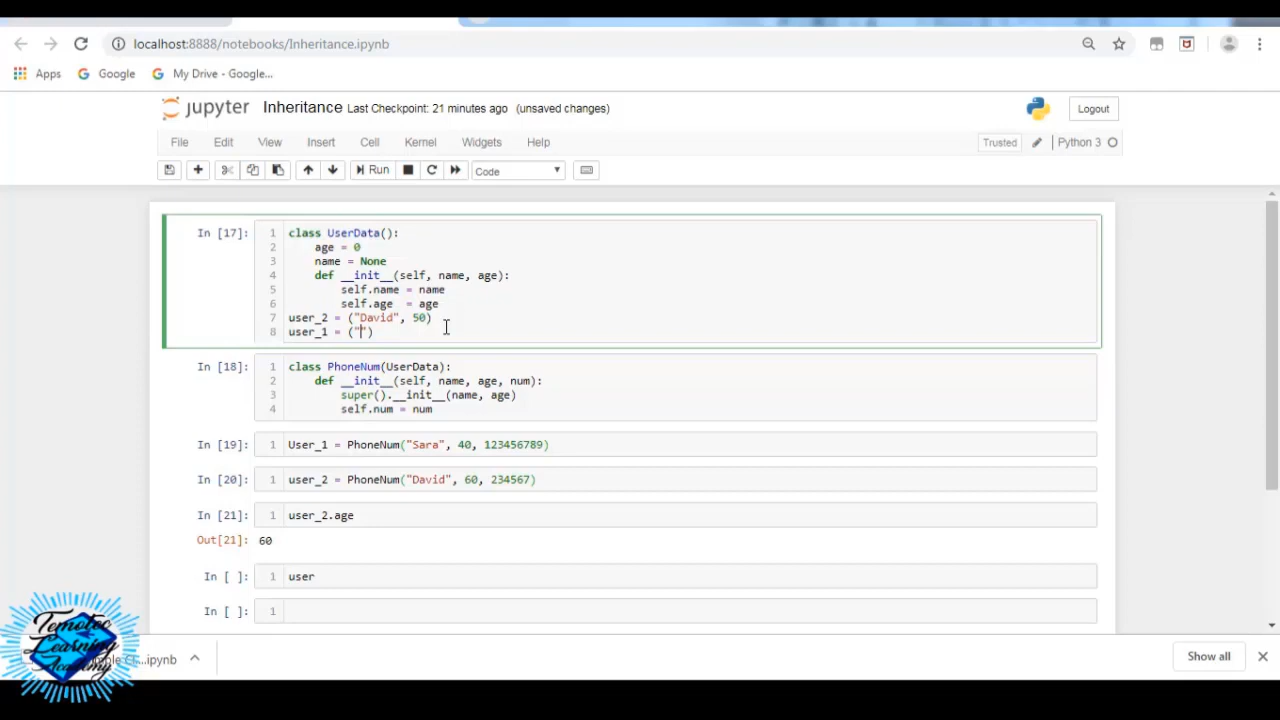 localhost:8888/notebooks/Inheritance.ipynb
Apps Google My Drive - Google...
jupyter Inheritance Last Checkpoint: 21 minutes ago (unsaved changes) Logout
File Edit View Insert Cell Kernel Widgets Help Trusted Python 3
Run Code
In [17]: 1 class UserData():
2 age = 0
3 name = None
4 def __init__(self, name, age):
5 self.name = name
6 self.age  = age
7 user_2 = ("David", 50)
8 user_1 = ("")
In [18]: 1 class PhoneNum(UserData):
2 def __init__(self, name, age, num):
3 super().__init__(name, age)
4 self.num = num
In [19]: 1 User_1 = PhoneNum("Sara", 40, 123456789)
In [20]: 1 user_2 = PhoneNum("David", 60, 234567)
In [21]: 1 user_2.age
Out[21]: 60
In [ ]: 1 user
In [ ]: 1
Temotec
Learning
Academy
....ipynb
Show all